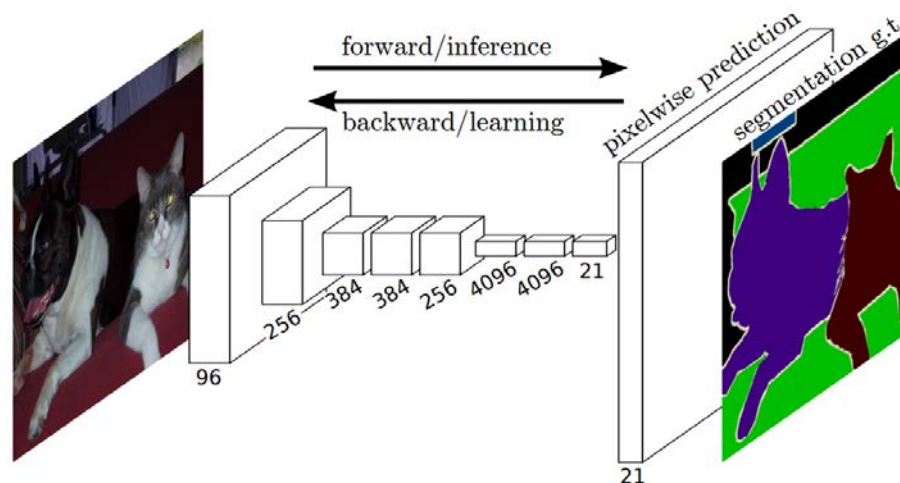 forward/inference
backward/learning
pixelwise prediction
segmentation g.t.
96
256
384
384
256
4096
4096
21
21